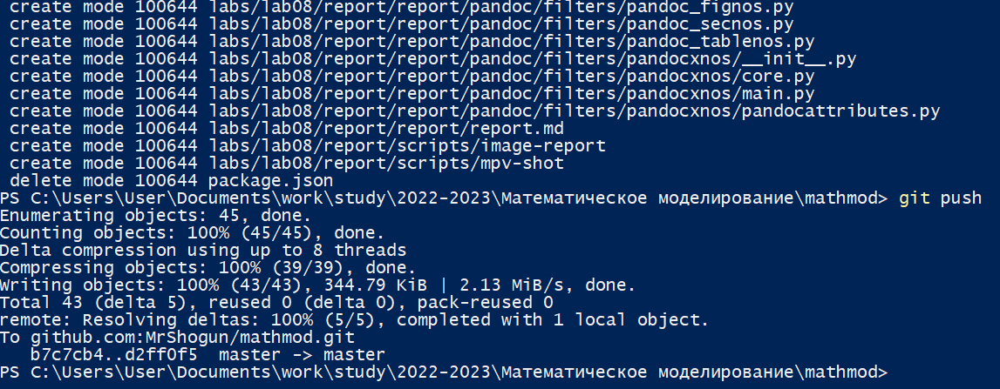 create mode 100644 labs/lab08/report/report/pandoc/filters/pandoc_fignos.py
create mode 100644 labs/lab08/report/report/pandoc/filters/pandoc_secnos.py
create mode 100644 labs/lab08/report/report/pandoc/filters/pandoc_tablenos.py
create mode 100644 labs/lab08/report/report/pandoc/filters/pandocxnos/__init__.py
create mode 100644 labs/lab08/report/report/pandoc/filters/pandocxnos/core.py
create mode 100644 labs/lab08/report/report/pandoc/filters/pandocxnos/main.py
create mode 100644 labs/lab08/report/report/pandoc/filters/pandocxnos/pandocattributes.py
create mode 100644 labs/lab08/report/report/report.md
create mode 100644 labs/lab08/report/scripts/image-report
create mode 100644 labs/lab08/report/scripts/mpv-shot
delete mode 100644 package.json
PS C:\Users\User\Documents\work\study\2022-2023\Математическое моделирование\mathmod> git push
Enumerating objects: 45, done.
Counting objects: 100% (45/45), done.
Delta compression using up to 8 threads
Compressing objects: 100% (39/39), done.
Writing objects: 100% (43/43), 344.79 KiB | 2.13 MiB/s, done.
Total 43 (delta 5), reused 0 (delta 0), pack-reused 0
remote: Resolving deltas: 100% (5/5), completed with 1 local object.
To github.com:MrShogun/mathmod.git
   b7c7cb4..d2ff0f5  master -> master
PS C:\Users\User\Documents\work\study\2022-2023\Математическое моделирование\mathmod>